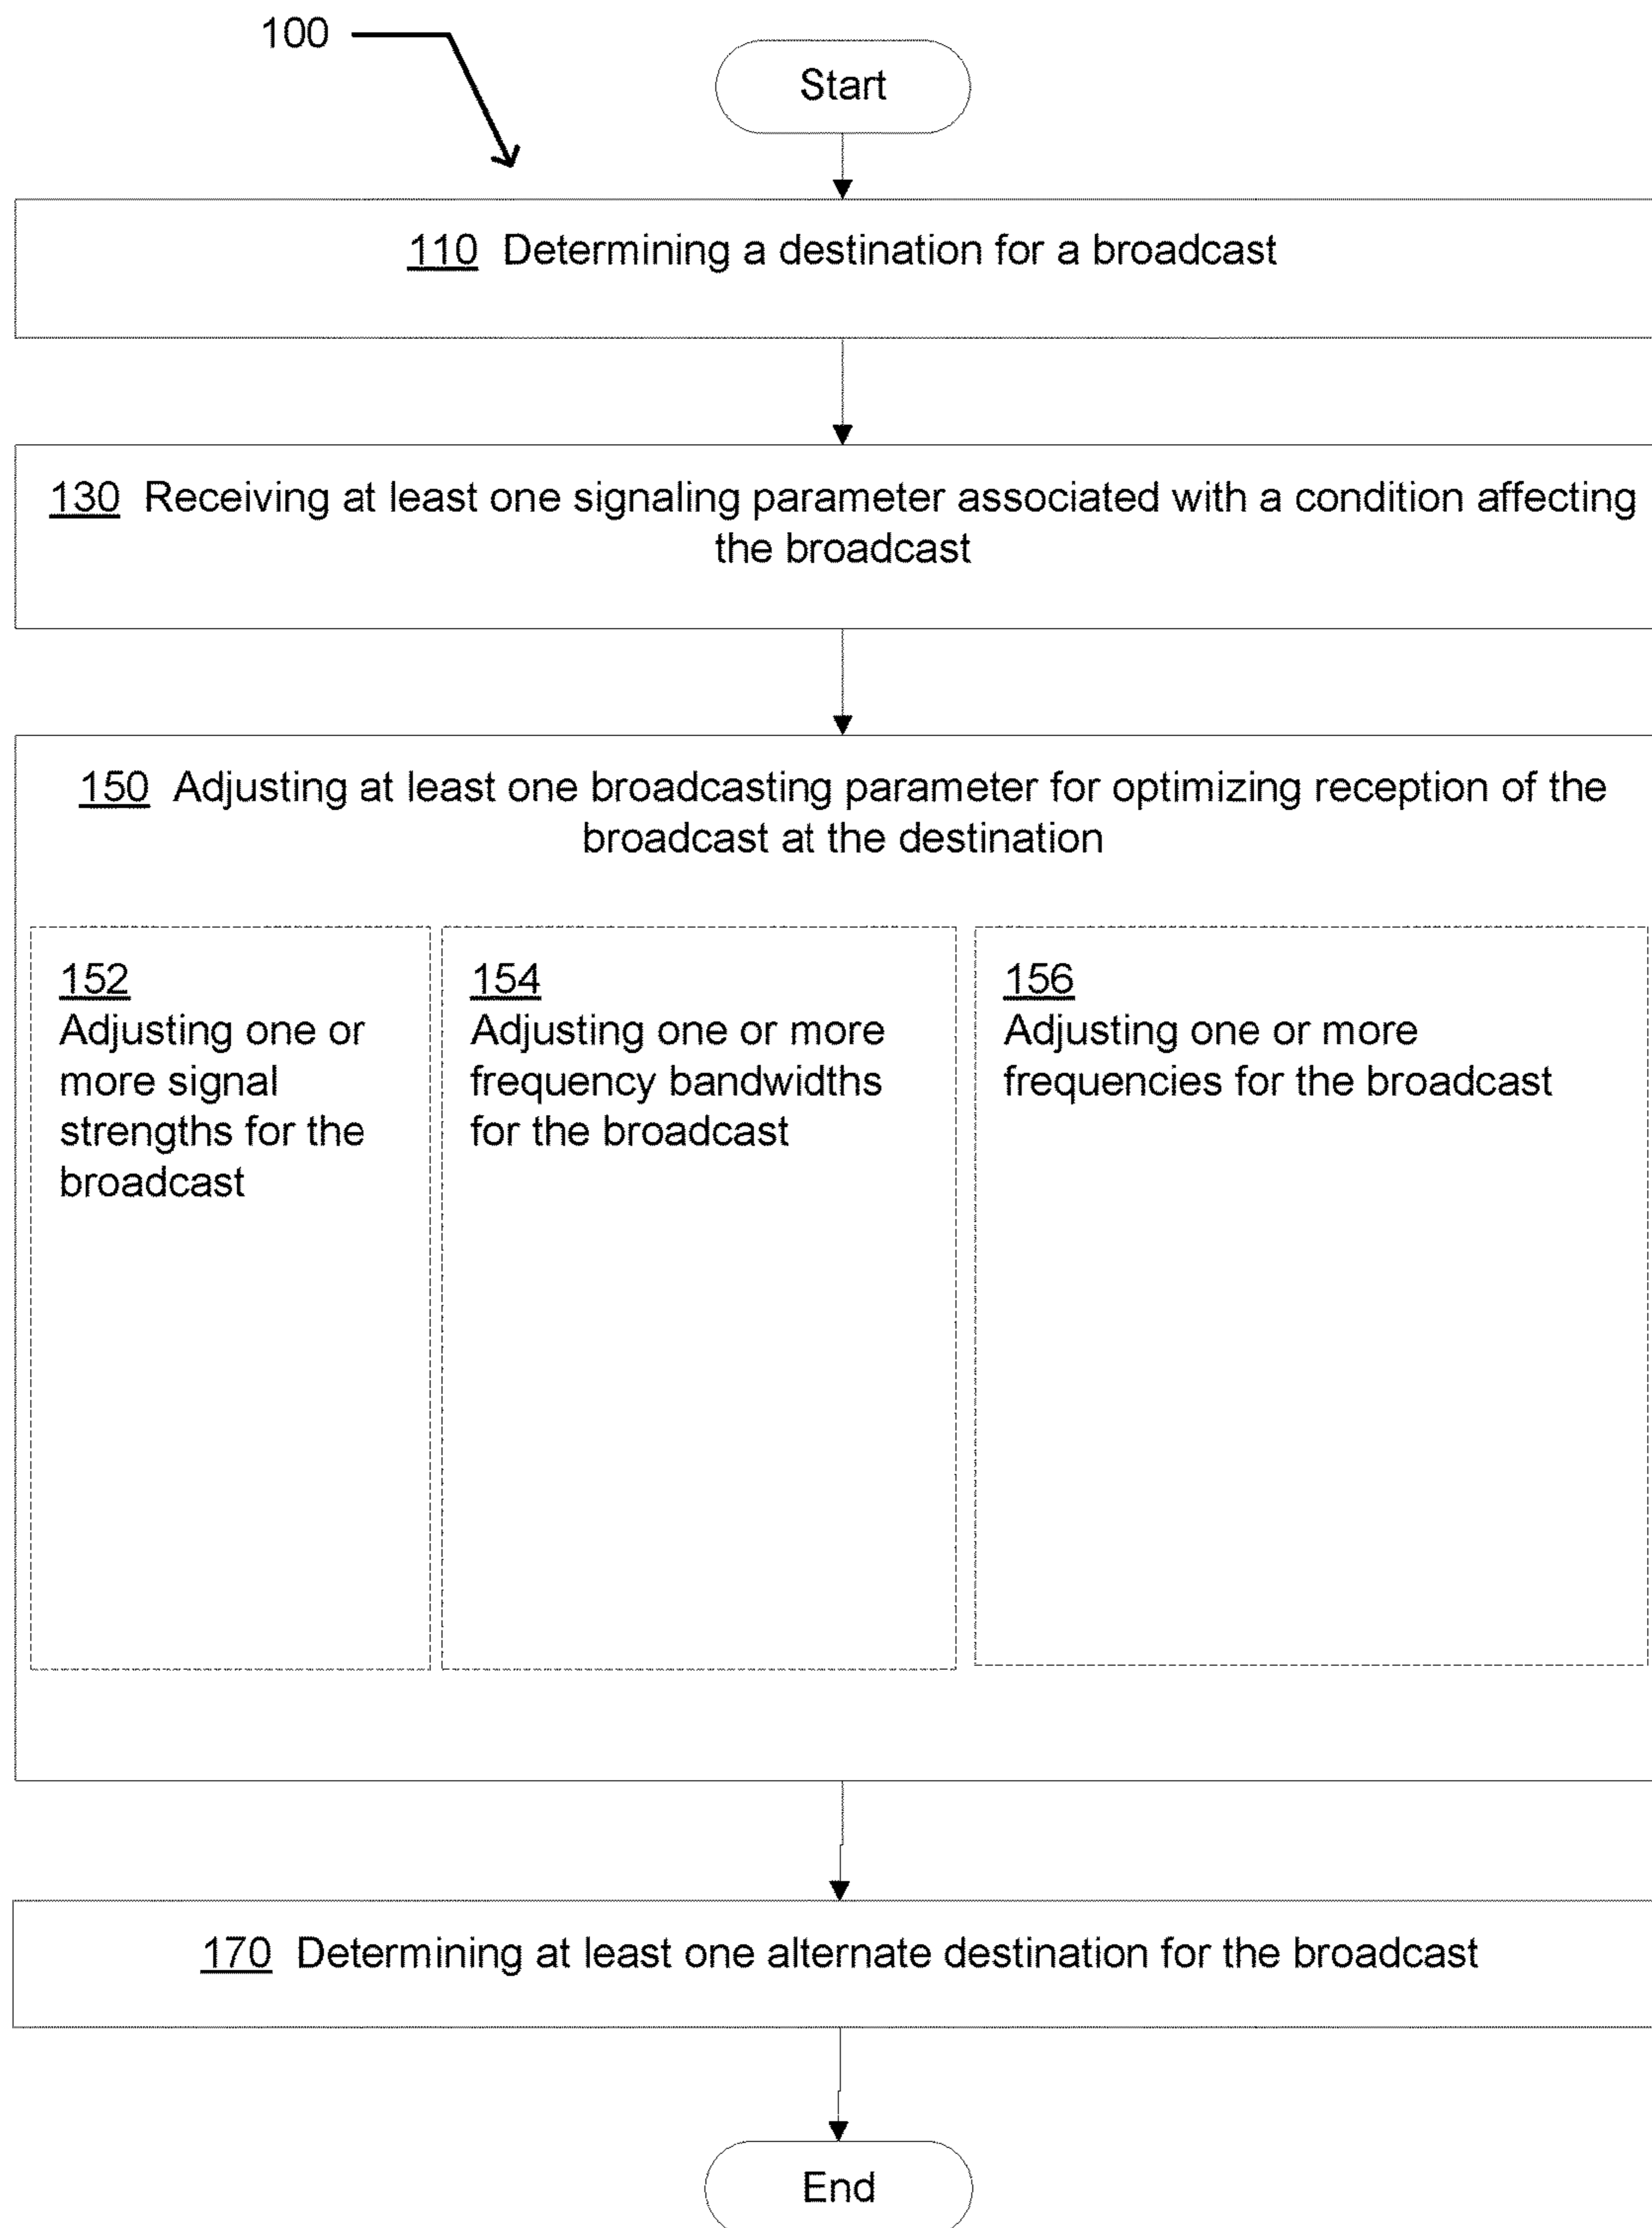 100
Start
110 Determining a destination for a broadcast
130 Receiving at least one signaling parameter associated with a condition affecting
the broadcast
150 Adjusting at least one broadcasting parameter for optimizing reception of the
broadcast at the destination
152
Adjusting one or
more signal
strengths for the
broadcast
154
Adjusting one or more
frequency bandwidths
for the broadcast
156
Adjusting one or more
frequencies for the broadcast
170 Determining at least one alternate destination for the broadcast
End